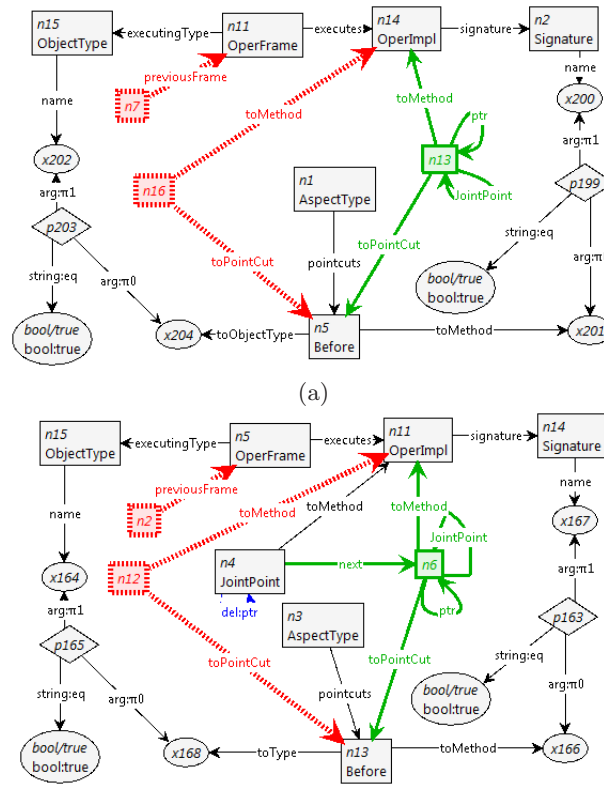 n15
ObjectType
executingType
n11
OperFrame
executes
n14
OperImpl
signature
n2
Signature
name
previousFrame
n7
toMethod
name
x200
toMethod
ptr
arg:π1
x202
arg:π1
n16
n1
AspectType
n13
JointPoint
p199
p203
string:eq
toPointCut
toPointCut
string:eq
arg:π0
pointcuts
bool/true
bool:true
arg:π
bool/true
bool:true
x204
toObjectType
n5
Before
toMethod
x201
(a)
n15
ObjectType
executingType
n5
OperFrame
executes
n11
OperImpl
signature
n14
Signature
previousFrame
name
n2
toMethod
toMethod
x167
name
JointPoint
x164
n12
n4
JointPoint
next
n6
arg:π1
arg:π1
del:ptr
ptr
p165
n3
AspectType
p163
toPointCut
toPointCut
string:eq
arg:π0
string:eq
arg:π0
pointcuts
bool/true
bool:true
bool/true
bool:true
x168
toType
n13
Before
toMethod
x166